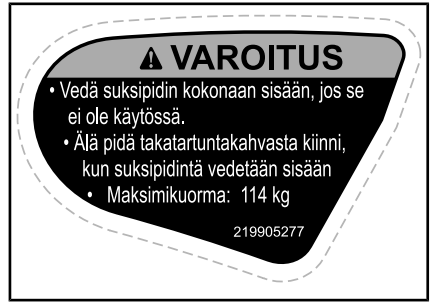 VAROITUS
• Vedä suksipidin kokonaan sisään, jos se
ei ole käytössä.
• Älä pidä takatartuntakahvasta kiinni,
kun suksipidintä vedetään sisään
• Maksimikuorma: 114 kg
219905277